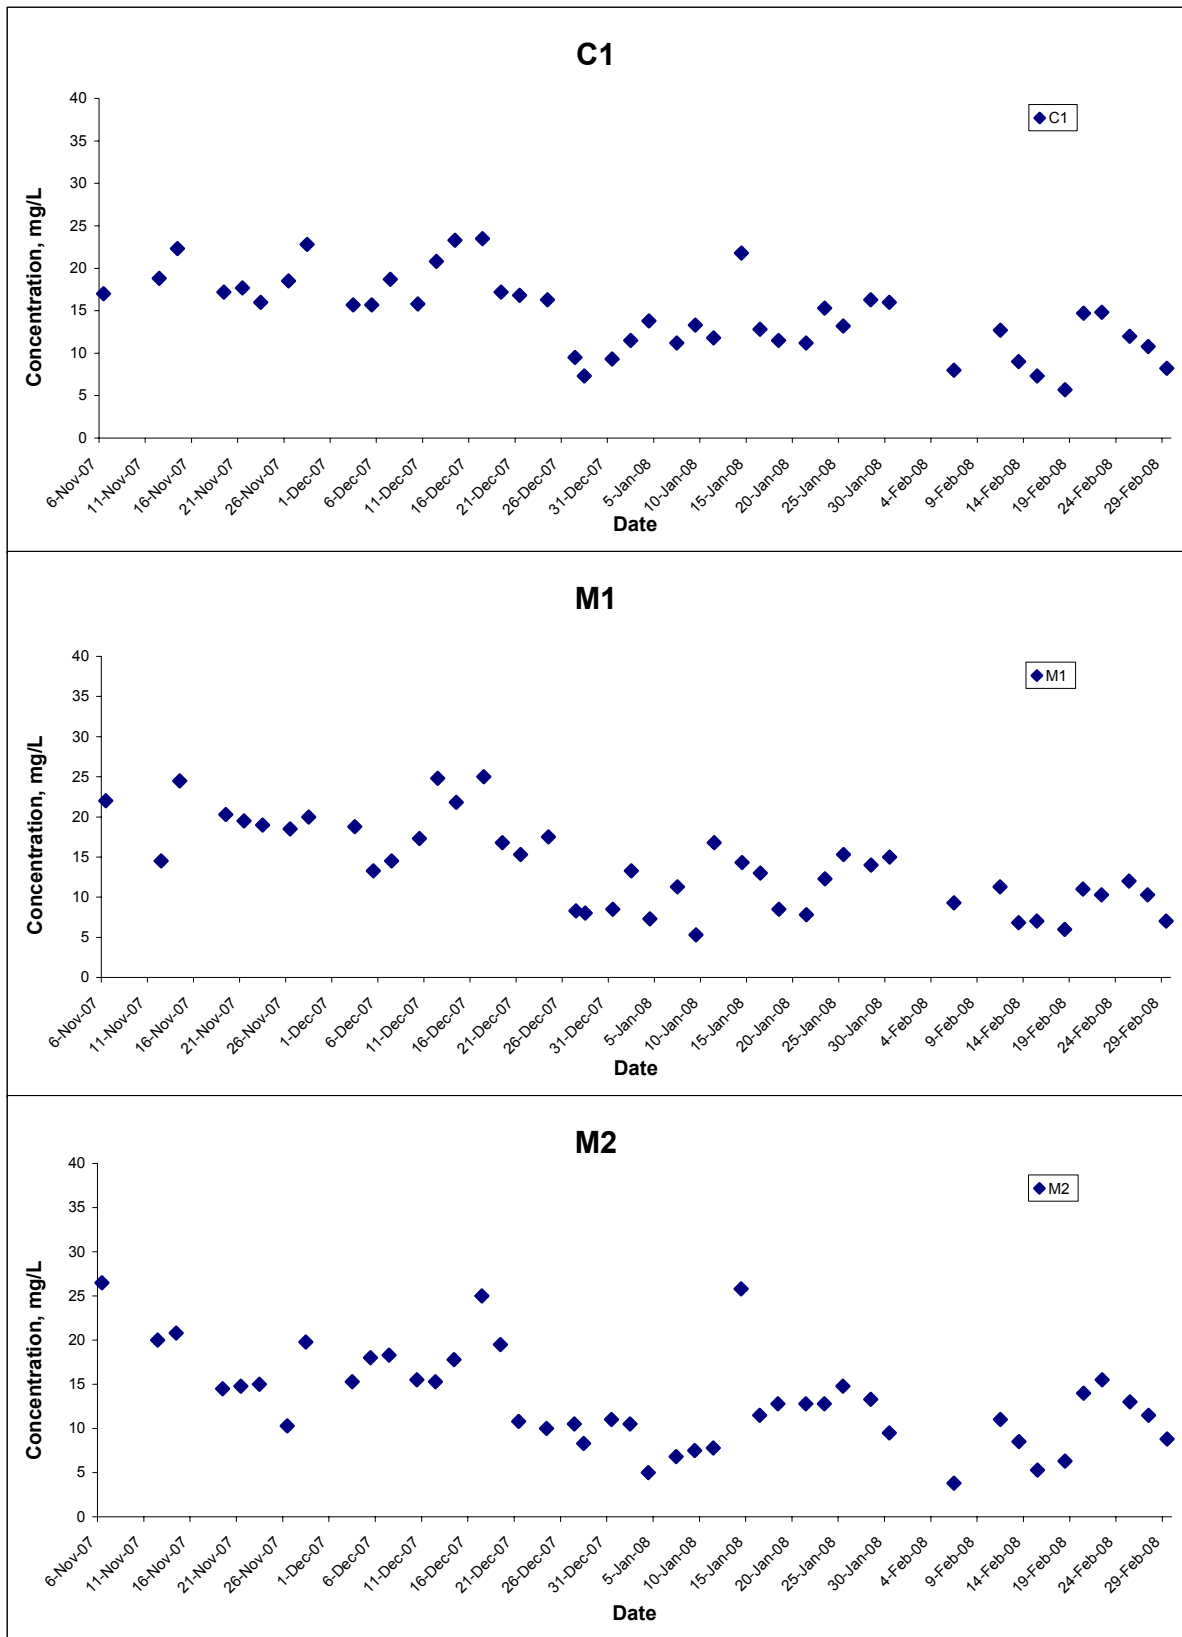 C1
40
35
30
25
20
15
10
5
0
Concentration, mg/L
C1
6-Nov-07 11-Nov-07 16-Nov-07 21-Nov-07 26-Nov-07 1-Dec-07 6-Dec-07 11-Dec-07 16-Dec-07 21-Dec-07 26-Dec-07 31-Dec-07 5-Jan-08 10-Jan-08 15-Jan-08 20-Jan-08 25-Jan-08 30-Jan-08 4-Feb-08 9-Feb-08 14-Feb-08 19-Feb-08 24-Feb-08 29-Feb-08
Date
M1
40
35
30
25
20
15
10
5
0
Concentration, mg/L
M1
6-Nov-07 11-Nov-07 16-Nov-07 21-Nov-07 26-Nov-07 1-Dec-07 6-Dec-07 11-Dec-07 16-Dec-07 21-Dec-07 26-Dec-07 31-Dec-07 5-Jan-08 10-Jan-08 15-Jan-08 20-Jan-08 25-Jan-08 30-Jan-08 4-Feb-08 9-Feb-08 14-Feb-08 19-Feb-08 24-Feb-08 29-Feb-08
Date
M2
40
35
30
25
20
15
10
5
0
Concentration, mg/L
M2
6-Nov-07 11-Nov-07 16-Nov-07 21-Nov-07 26-Nov-07 1-Dec-07 6-Dec-07 11-Dec-07 16-Dec-07 21-Dec-07 26-Dec-07 31-Dec-07 5-Jan-08 10-Jan-08 15-Jan-08 20-Jan-08 25-Jan-08 30-Jan-08 4-Feb-08 9-Feb-08 14-Feb-08 19-Feb-08 24-Feb-08 29-Feb-08
Date